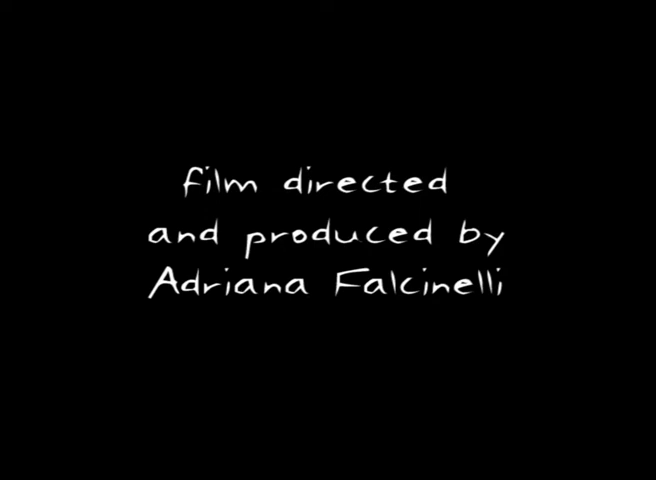 film directed
and produced by
Adriana Falcinelli